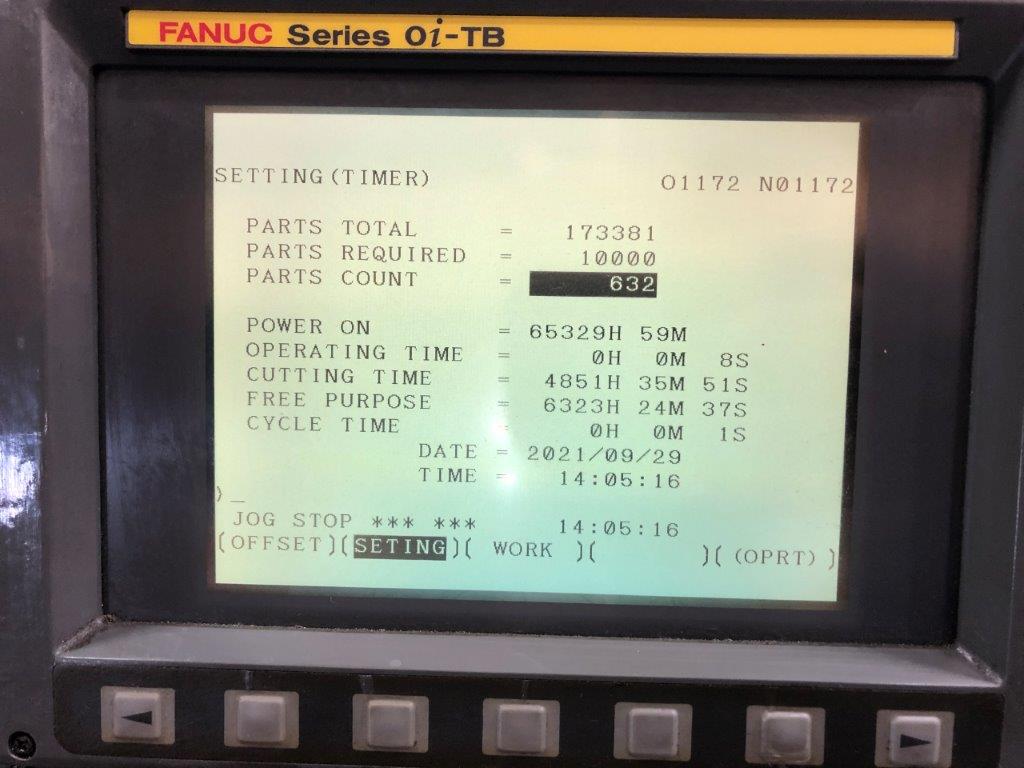 FANUC Series 0i-TB
SETTING(TIMER) O1172 N01172
PARTS TOTAL = 173381
PARTS REQUIRED = 10000
PARTS COUNT = 632
POWER ON = 65329H 59M
OPERATING TIME = 0H 0M 8S
CUTTING TIME = 4851H 35M 51S
FREE PURPOSE = 6323H 24M 37S
CYCLE TIME = 0H 0M 1S
DATE = 2021/09/29
TIME = 14:05:16
)_
JOG STOP *** *** 14:05:16
(OFFSET)(SETING)( WORK )( )( (OPRT) )